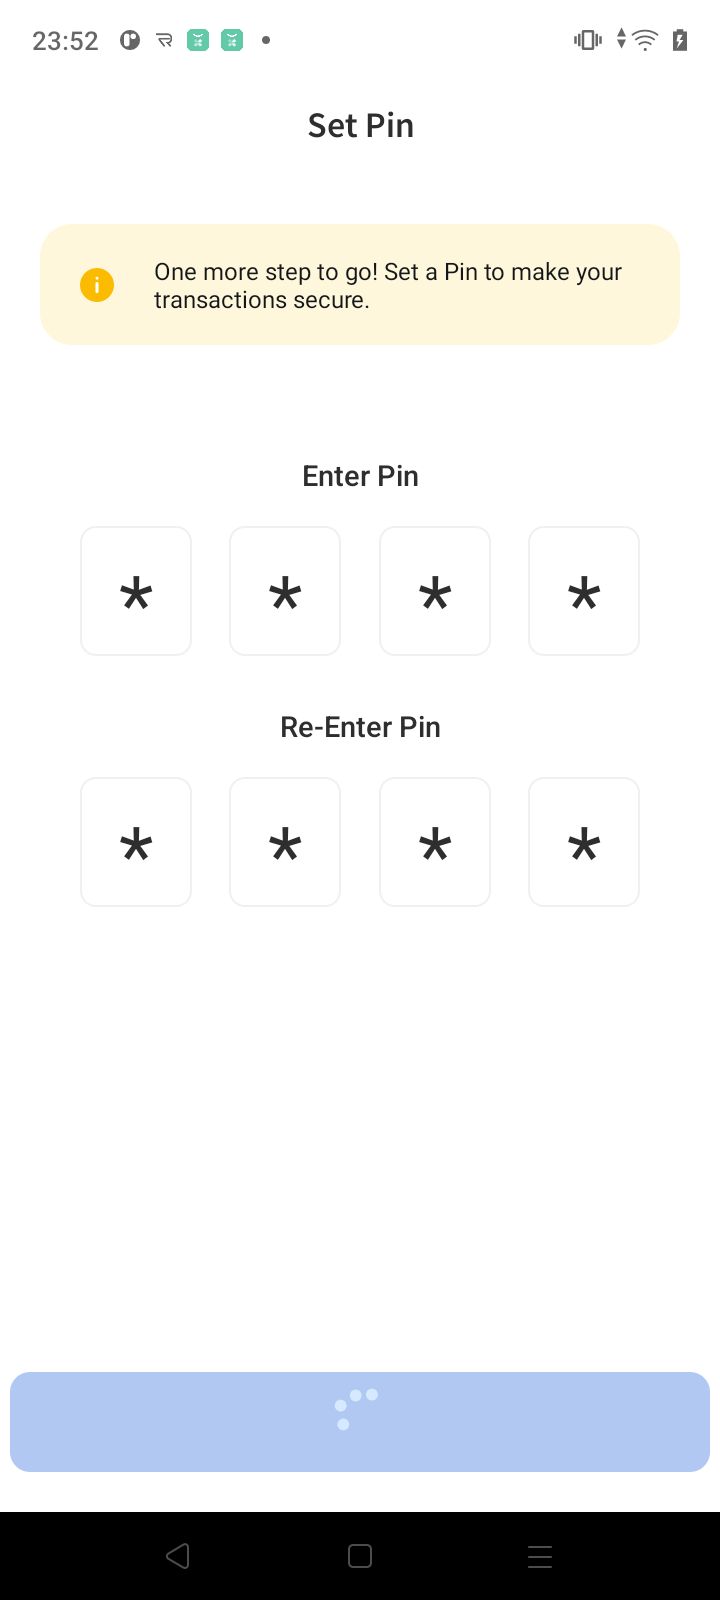 23:52
Set Pin
One more step to go! Set a Pin to make your
transactions secure.
Enter Pin
* * * *
Re-Enter Pin
* * * *